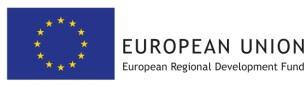 EUROPEAN UNION
European Regional Development Fund